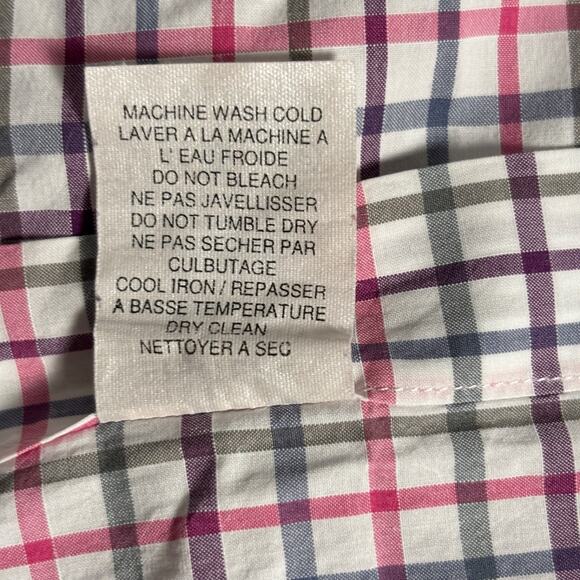 MACHINE WASH COLD
LAVER A LA MACHINE A
L' EAU FROIDE
DO NOT BLEACH
NE PAS JAVELLISSER
DO NOT TUMBLE DRY
NE PAS SECHER PAR
CULBUTAGE
COOL IRON / REPASSER
A BASSE TEMPERATURE
DRY CLEAN
NETTOYER A SEC